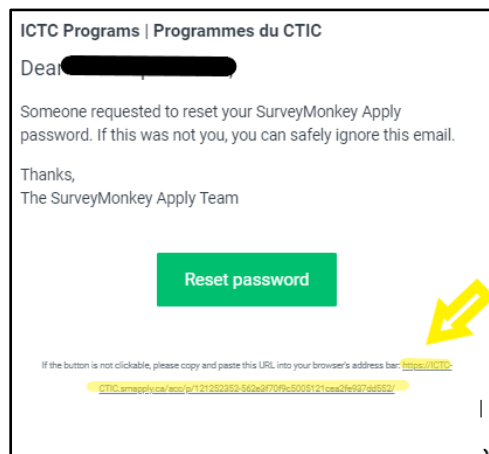 ICTC Programs | Programmes du CTIC
Dear
Someone requested to reset your SurveyMonkey Apply
password. If this was not you, you can safely ignore this email.
Thanks,
The SurveyMonkey Apply Team
Reset password
If the button is not clickable, please copy and paste this URL into your browser's address bar: https://ICTC-
CTIC.smapply.ca/acc/p/121252352-562e3f70f9c5005121cea2fe937dd552/